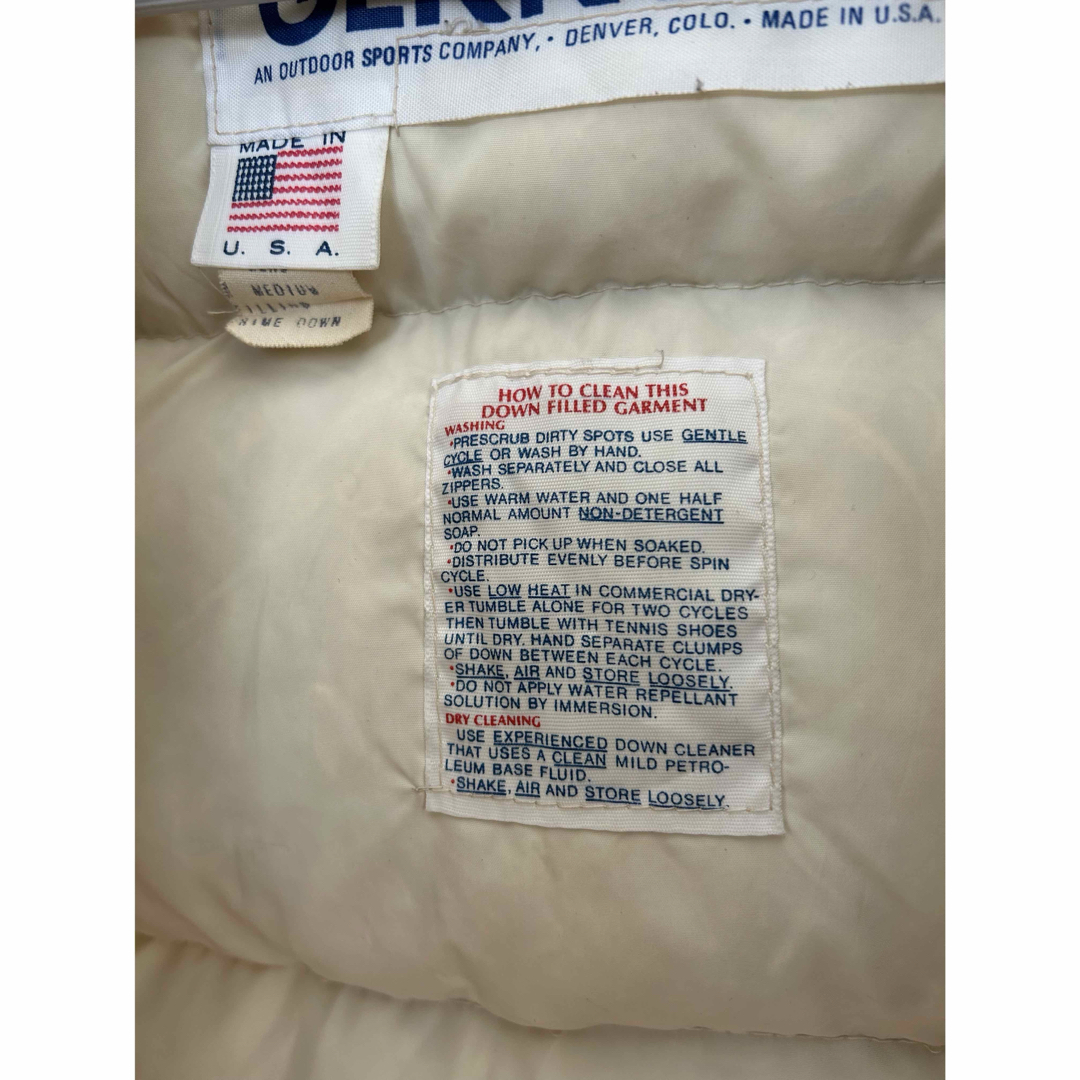 AN OUTDOOR SPORTS COMPANY, • DENVER, COLO. • MADE IN U.S.A.
MADE IN
U. S. A.
MEDIUM
DOWN
HOW TO CLEAN THIS
DOWN FILLED GARMENT
WASHING
•PRESCRUB DIRTY SPOTS USE GENTLE
CYCLE OR WASH BY HAND.
•WASH SEPARATELY AND CLOSE ALL
ZIPPERS.
•USE WARM WATER AND ONE HALF
NORMAL AMOUNT NON-DETERGENT
SOAP.
•DO NOT PICK UP WHEN SOAKED.
•DISTRIBUTE EVENLY BEFORE SPIN
CYCLE.
•USE LOW HEAT IN COMMERCIAL DRY-
ER TUMBLE ALONE FOR TWO CYCLES
THEN TUMBLE WITH TENNIS SHOES
UNTIL DRY. HAND SEPARATE CLUMPS
OF DOWN BETWEEN EACH CYCLE.
•SHAKE, AIR AND STORE LOOSELY.
•DO NOT APPLY WATER REPELLANT
SOLUTION BY IMMERSION.
DRY CLEANING
USE EXPERIENCED DOWN CLEANER
THAT USES A CLEAN MILD PETRO-
LEUM BASE FLUID.
•SHAKE, AIR AND STORE LOOSELY.